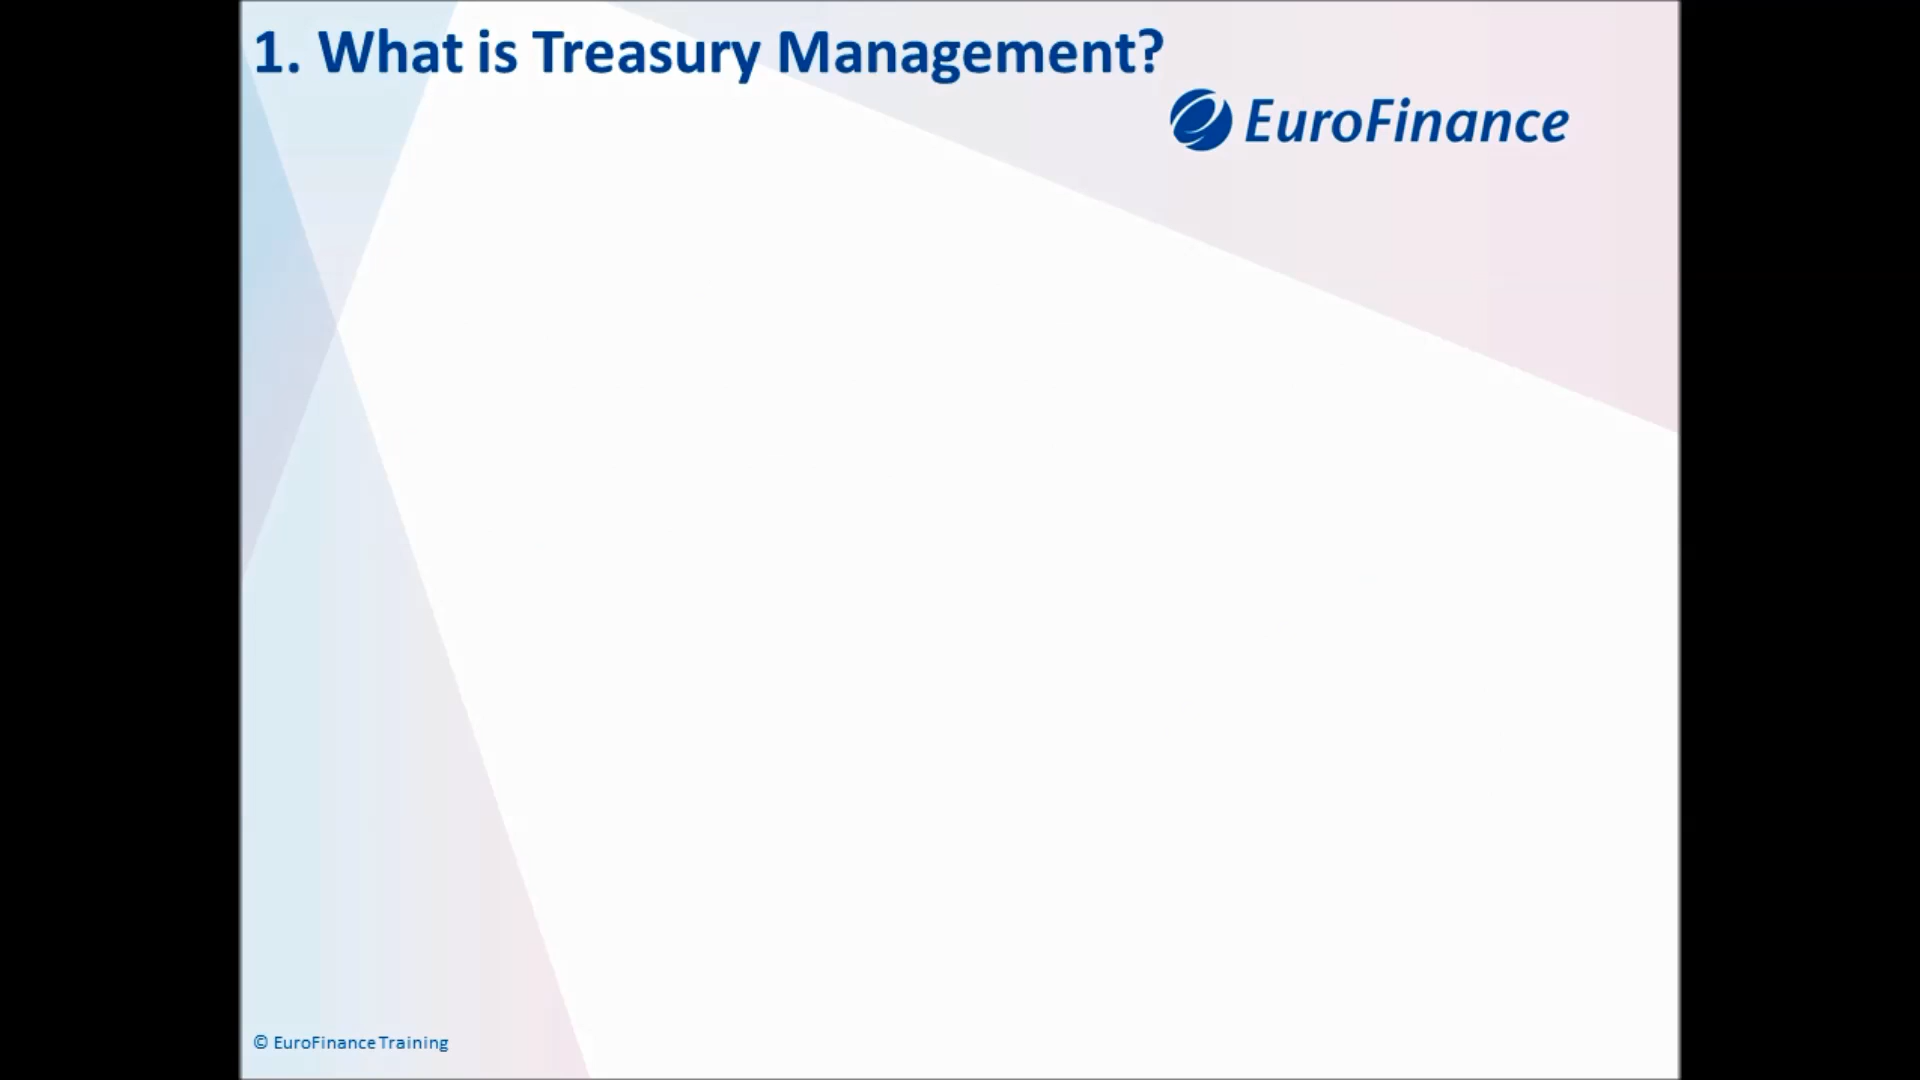 1. What is Treasury Management?
EuroFinance
© EuroFinance Training